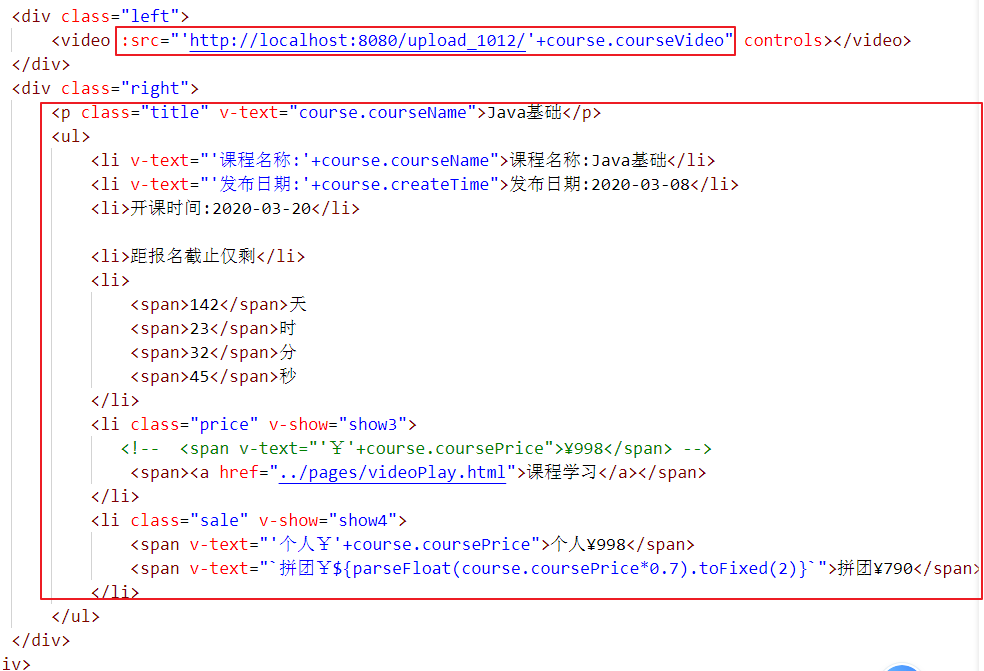 <div class="left">
<video :src="'http://localhost:8080/upload_1012/'+course.courseVideo" controls></video>
</div>
<div class="right">
<p class="title" v-text="course.courseName">Java基础</p>
<ul>
<li v-text="'课程名称:'+course.courseName">课程名称:Java基础</li>
<li v-text="'发布日期:'+course.createTime">发布日期:2020-03-08</li>
<li>开课时间:2020-03-20</li>
<li>距报名截止仅剩</li>
<li>
<span>142</span>天
<span>23</span>时
<span>32</span>分
<span>45</span>秒
</li>
<li class="price" v-show="show3">
<!--  <span v-text="'￥'+course.coursePrice">¥998</span> -->
<span><a href="../pages/videoPlay.html">课程学习</a></span>
</li>
<li class="sale" v-show="show4">
<span v-text="'个人￥'+course.coursePrice">个人¥998</span>
<span v-text="`拼团￥${parseFloat(course.coursePrice*0.7).toFixed(2)}`">拼团¥790</span>
</li>
</ul>
</div>
iv>